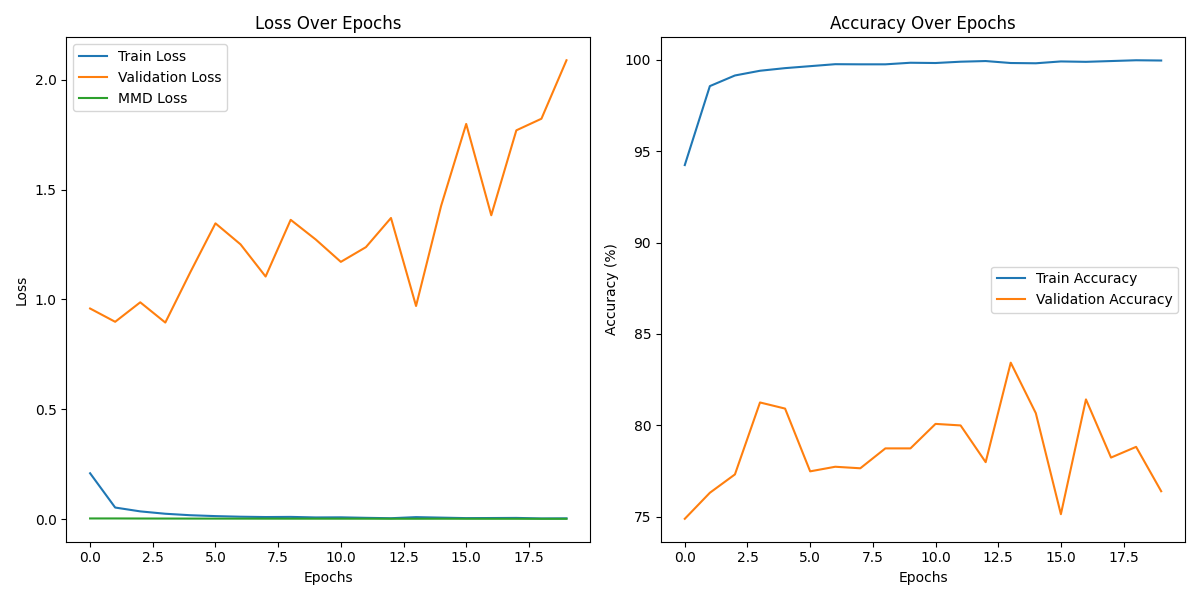 Loss Over Epochs
Train Loss
Validation Loss
MMD Loss
2.0
1.5
1.0
0.5
0.0
Loss
0.0 2.5 5.0 7.5 10.0 12.5 15.0 17.5
Epochs
Accuracy Over Epochs
100
95
90
85
80
75
Accuracy (%)
Train Accuracy
Validation Accuracy
0.0 2.5 5.0 7.5 10.0 12.5 15.0 17.5
Epochs